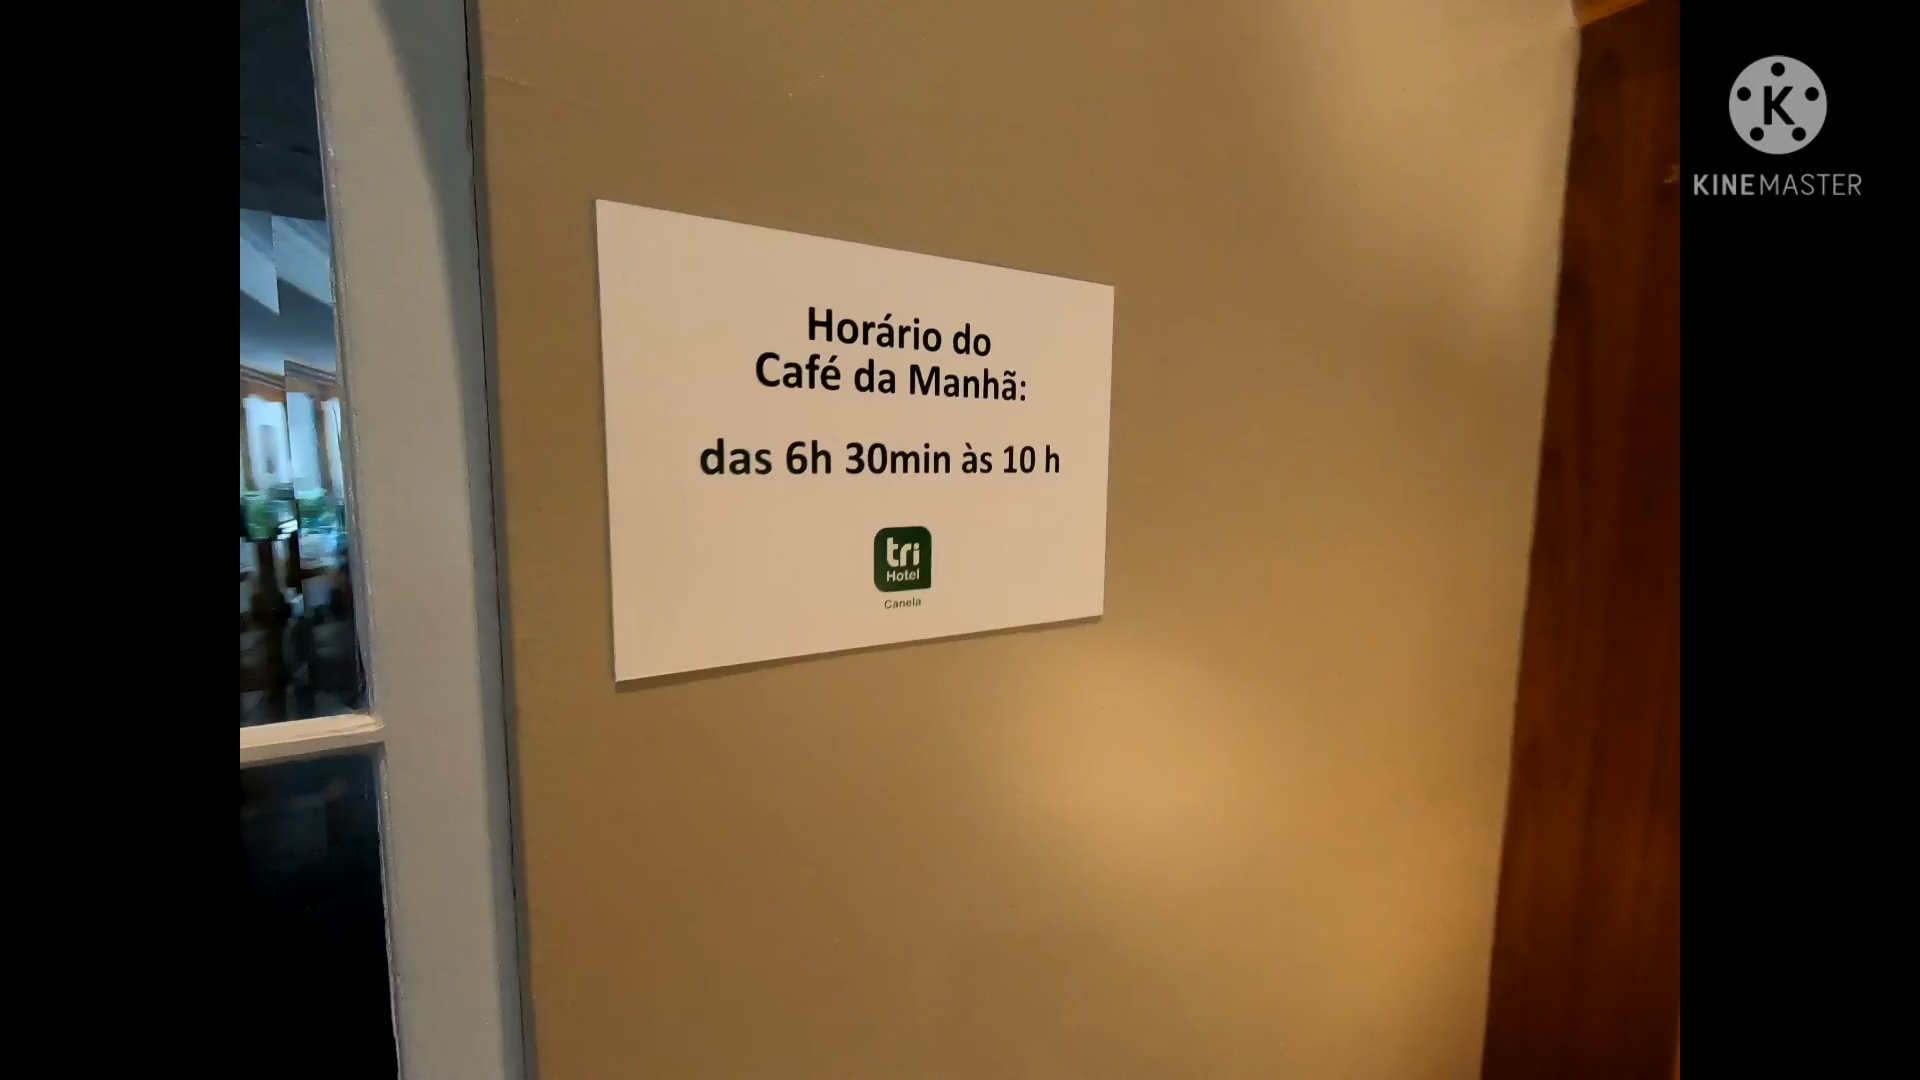 Horário do
Café da Manhã:
das 6h 30min às 10 h
tri
Hotel
Canela
K
KINEMASTER